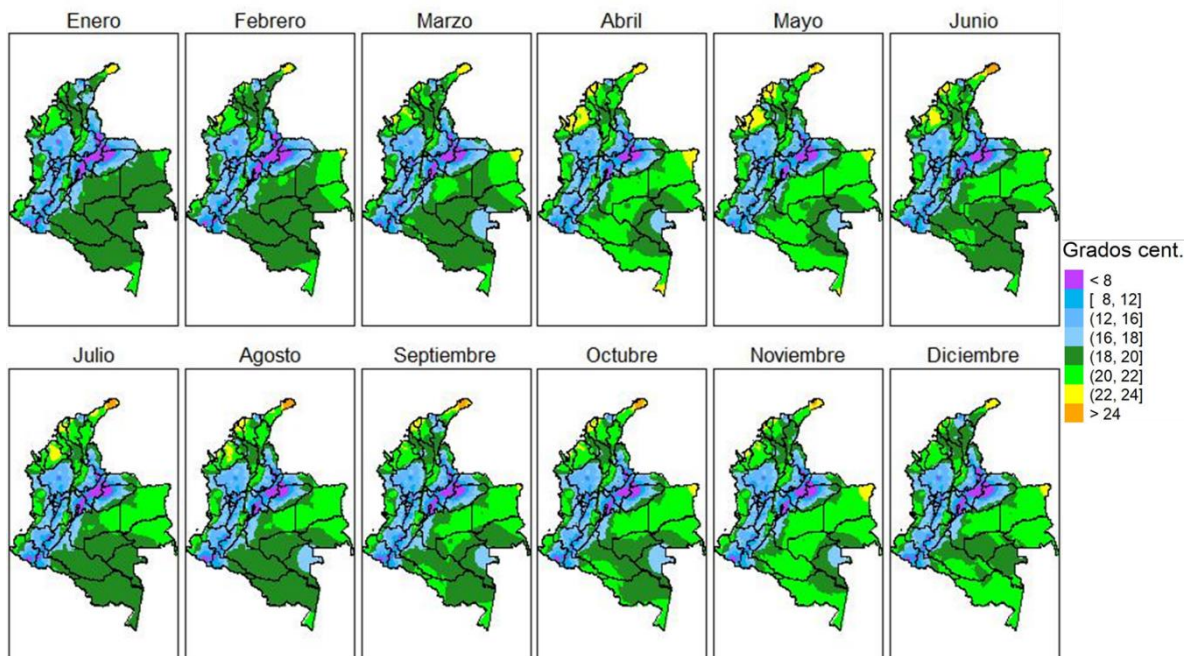 Enero Febrero Marzo Abril Mayo Junio
Grados cent.
< 8
[ 8, 12]
(12, 16]
(16, 18]
(18, 20]
(20, 22]
(22, 24]
> 24
Julio Agosto Septiembre Octubre Noviembre Diciembre